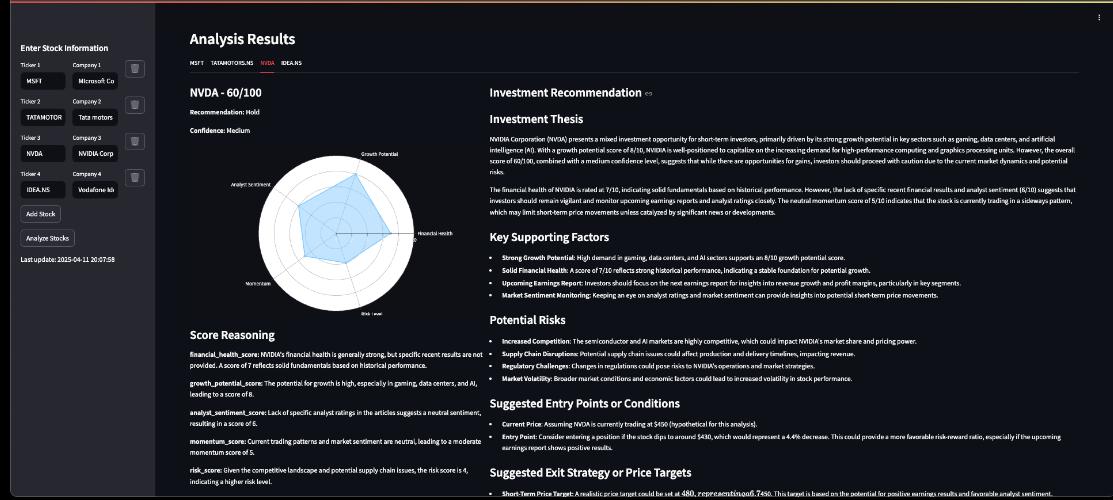 Enter Stock Information
Ticker 1 Company 1
MSFT Microsoft Co
Ticker 2 Company 2
TATAMOTOR Tata motors
Ticker 3 Company 3
NVDA NVIDIA Corp
Ticker 4 Company 4
IDEA.NS Vodafone Id
Add Stock
Analyze Stocks
Last update: 2025-04-11 20:07:58
Analysis Results
MSFT TATAMOTORS.NS NVDA IDEA.NS
NVDA - 60/100
Recommendation: Hold
Confidence: Medium
Growth Potential
Analyst Sentiment
Financial Health
Momentum
Risk Level
Score Reasoning
financial_health_score: NVIDIA's financial health is generally strong, but specific recent results are not
provided. A score of 7 reflects solid fundamentals based on historical performance.
growth_potential_score: The potential for growth is high, especially in gaming, data centers, and AI,
leading to a score of 8.
analyst_sentiment_score: Lack of specific analyst ratings in the articles suggests a neutral sentiment,
resulting in a score of 6.
momentum_score: Current trading patterns and market sentiment are neutral, leading to a moderate
momentum score of 5.
risk_score: Given the competitive landscape and potential supply chain issues, the risk score is 4,
indicating a higher risk level.
Investment Recommendation
Investment Thesis
NVIDIA Corporation (NVDA) presents a mixed investment opportunity for short-term investors, primarily driven by its strong growth potential in key sectors such as gaming, data centers, and artificial
intelligence (AI). With a growth potential score of 8/10, NVIDIA is well-positioned to capitalize on the increasing demand for high-performance computing and graphics processing units. However, the overall
score of 60/100, combined with a medium confidence level, suggests that while there are opportunities for gains, investors should proceed with caution due to the current market dynamics and potential
risks.
The financial health of NVIDIA is rated at 7/10, indicating solid fundamentals based on historical performance. However, the lack of specific recent financial results and analyst sentiment (6/10) suggests that
investors should remain vigilant and monitor upcoming earnings reports and analyst ratings closely. The neutral momentum score of 5/10 indicates that the stock is currently trading in a sideways pattern,
which may limit short-term price movements unless catalyzed by significant news or developments.
Key Supporting Factors
• Strong Growth Potential: High demand in gaming, data centers, and AI sectors supports an 8/10 growth potential score.
• Solid Financial Health: A score of 7/10 reflects strong historical performance, indicating a stable foundation for potential growth.
• Upcoming Earnings Report: Investors should focus on the next earnings report for insights into revenue growth and profit margins, particularly in key segments.
• Market Sentiment Monitoring: Keeping an eye on analyst ratings and market sentiment can provide insights into potential short-term price movements.
Potential Risks
• Increased Competition: The semiconductor and AI markets are highly competitive, which could impact NVIDIA's market share and pricing power.
• Supply Chain Disruptions: Potential supply chain issues could affect production and delivery timelines, impacting revenue.
• Regulatory Challenges: Changes in regulations could pose risks to NVIDIA's operations and market strategies.
• Market Volatility: Broader market conditions and economic factors could lead to increased volatility in stock performance.
Suggested Entry Points or Conditions
• Current Price: Assuming NVDA is currently trading at $450 (hypothetical for this analysis).
• Entry Point: Consider entering a position if the stock dips to around $430, which would represent a 4.4% decrease. This could provide a more favorable risk-reward ratio, especially if the upcoming
earnings report shows positive results.
Suggested Exit Strategy or Price Targets
• Short-Term Price Target: A realistic price target could be set at 480, representinga6.7450. This target is based on the potential for positive earnings results and favorable analyst sentiment.